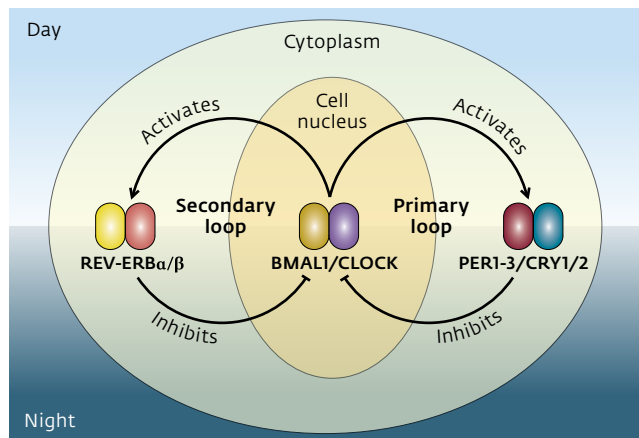 Day
Cytoplasm
Cell
nucleus
Activates
Activates
Secondary
loop
Primary
loop
REV-ERBα/β
BMAL1/CLOCK
PER1-3/CRY1/2
Inhibits
Inhibits
Night